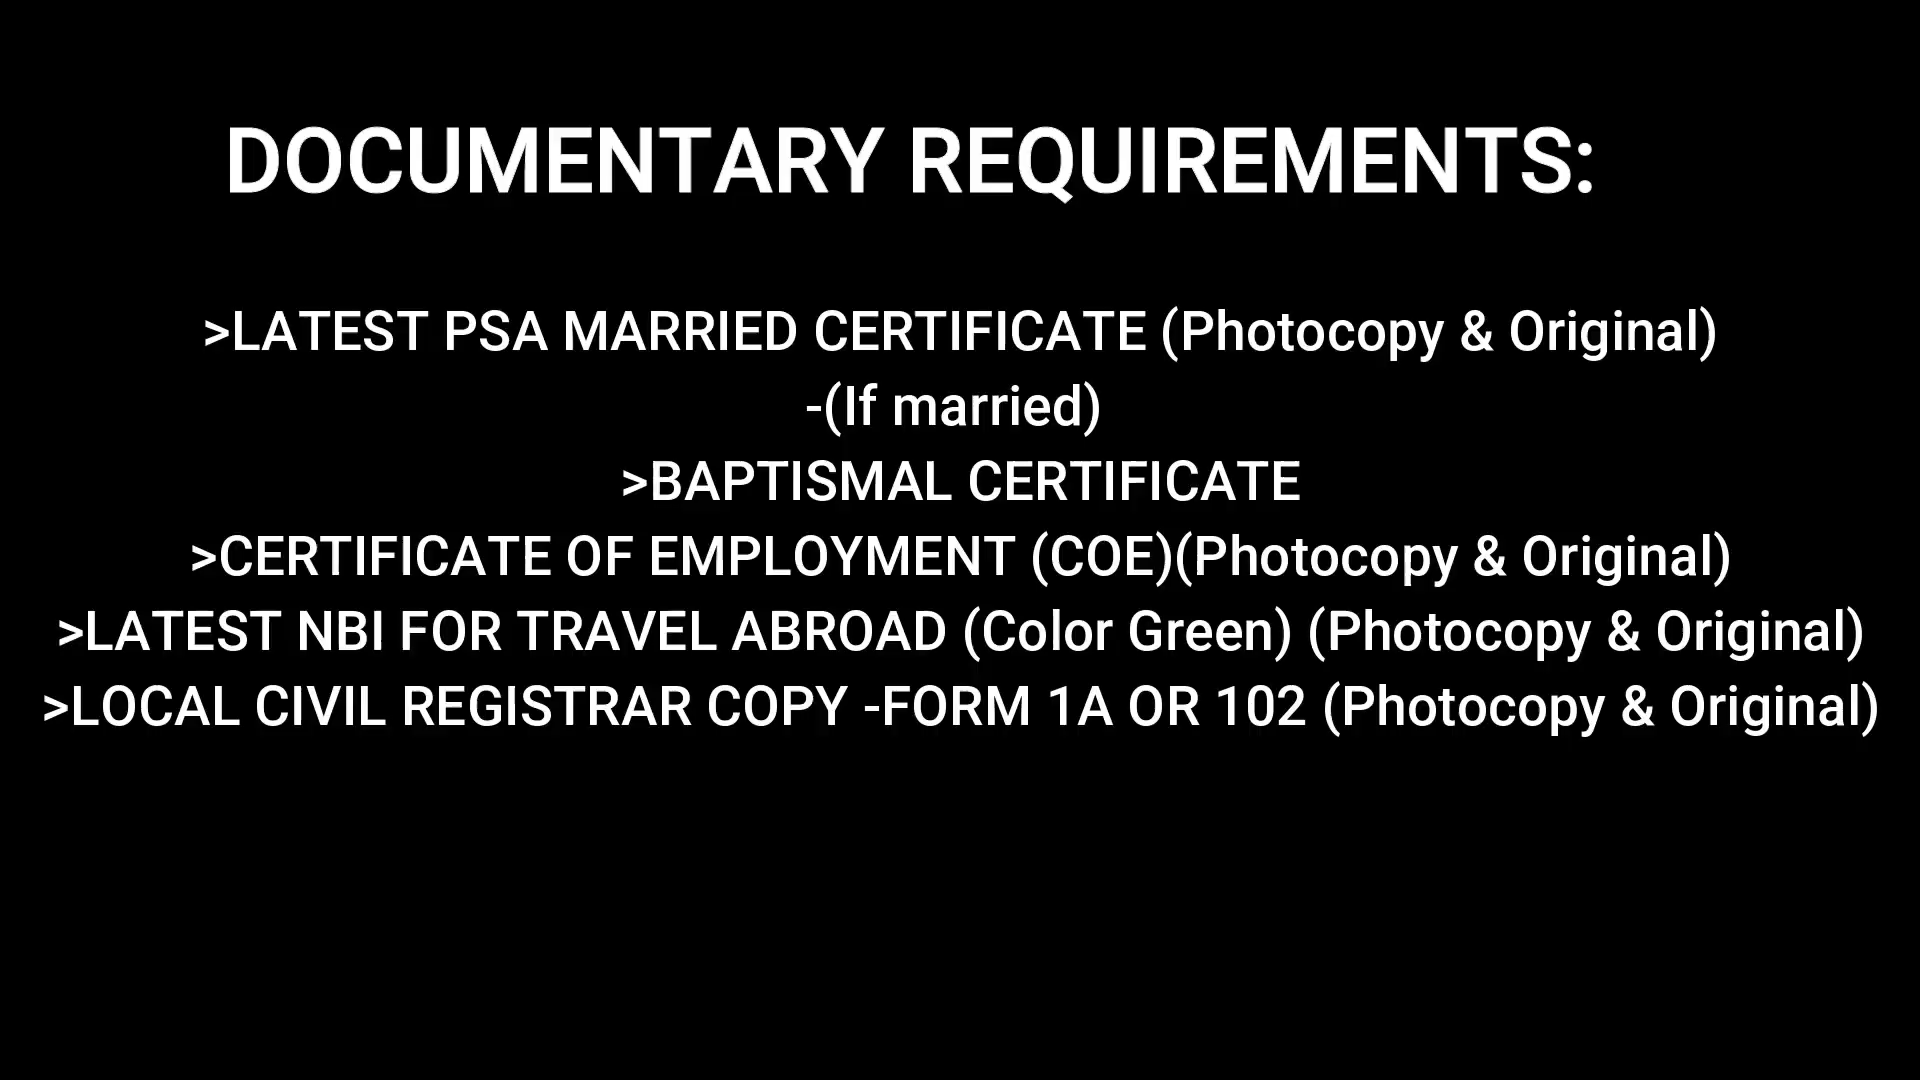 DOCUMENTARY REQUIREMENTS:
>LATEST PSA MARRIED CERTIFICATE (Photocopy & Original)
-(If married)
>BAPTISMAL CERTIFICATE
>CERTIFICATE OF EMPLOYMENT (COE)(Photocopy & Original)
>LATEST NBI FOR TRAVEL ABROAD (Color Green) (Photocopy & Original)
>LOCAL CIVIL REGISTRAR COPY -FORM 1A OR 102 (Photocopy & Original)